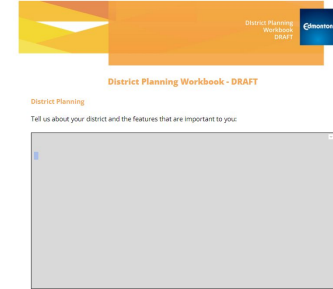 District Planning
Workbook
DRAFT
Edmonton
District Planning Workbook - DRAFT
District Planning
Tell us about your district and the features that are important to you: